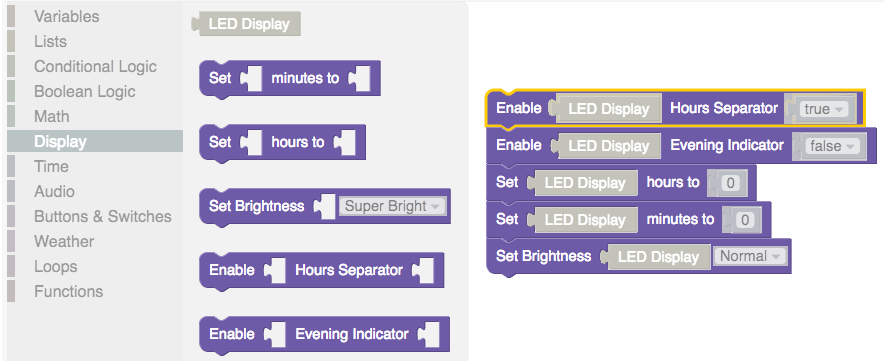 Variables
Lists
Conditional Logic
Boolean Logic
Math
Display
Time
Audio
Buttons & Switches
Weather
Loops
Functions
LED Display
Set minutes to
Set hours to
Set Brightness Super Bright
Enable Hours Separator
Enable Evening Indicator
Enable LED Display Hours Separator true
Enable LED Display Evening Indicator false
Set LED Display hours to 0
Set LED Display minutes to 0
Set Brightness LED Display Normal